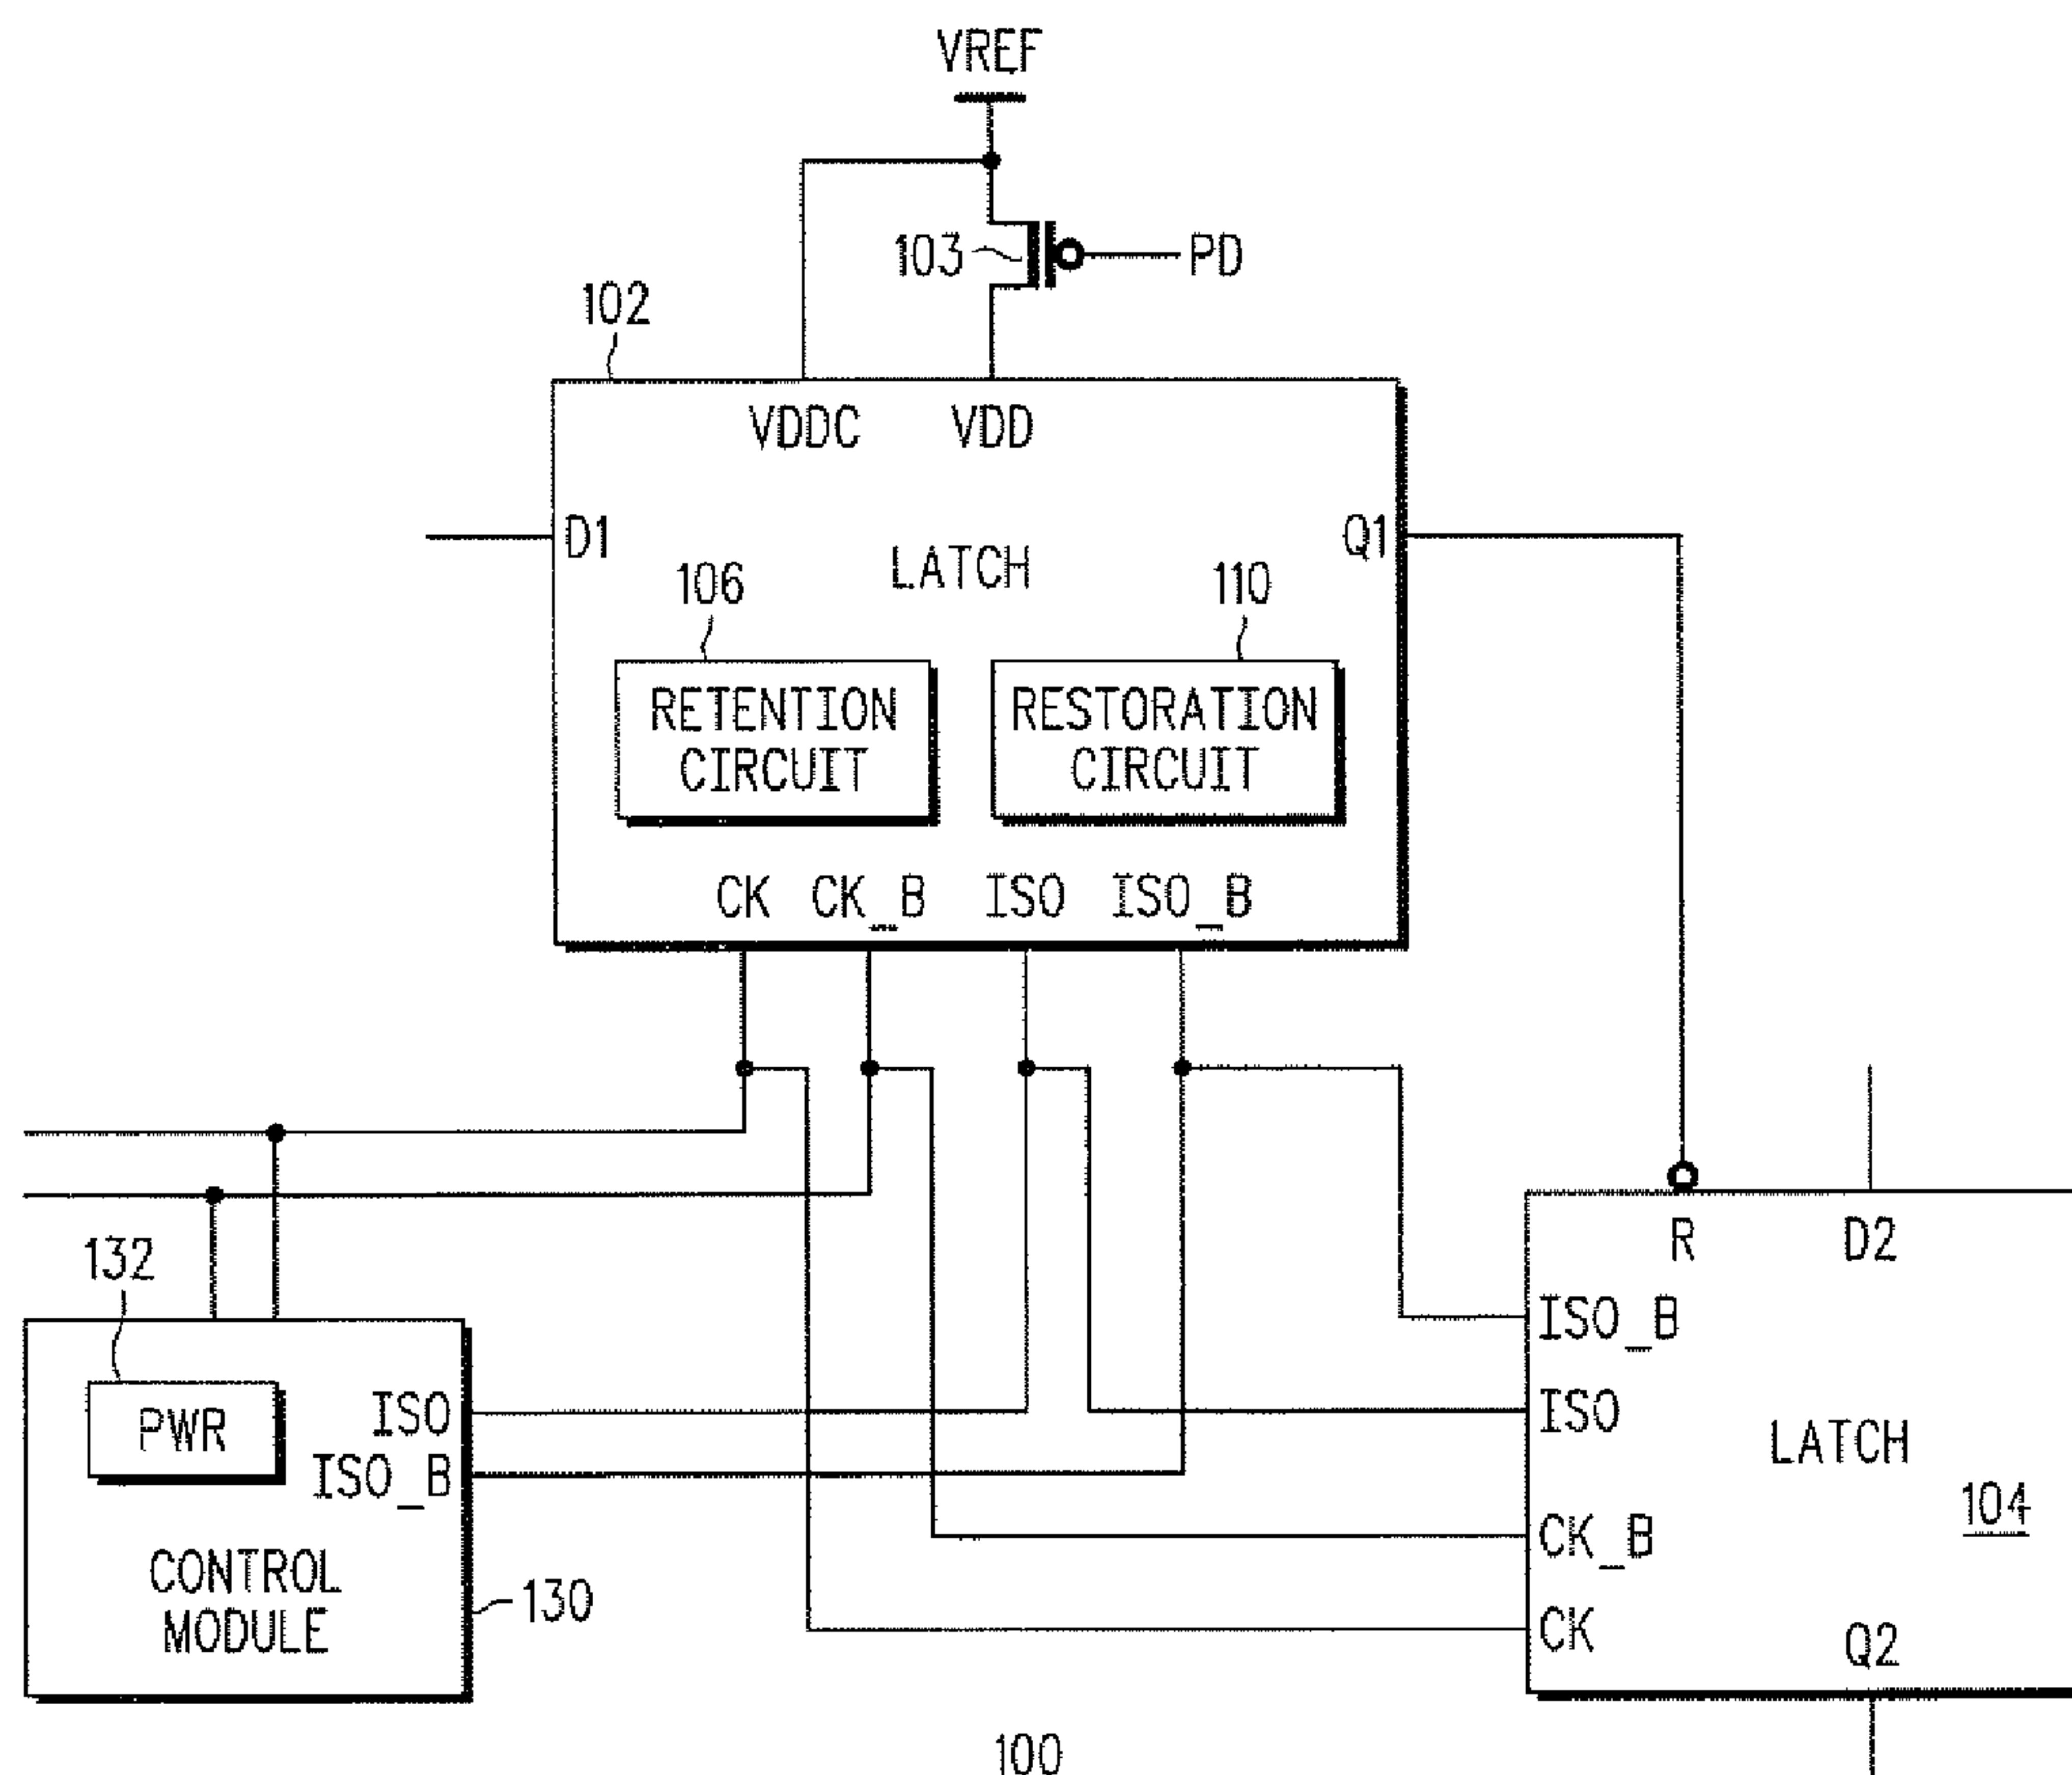 VREF
103
PD
102
VDDC VDD
D1
LATCH
Q1
106
110
RETENTION
CIRCUIT
RESTORATION
CIRCUIT
CK CK_B ISO ISO_B
R D2
132
ISO_B
PWR
ISO
ISO_B
ISO
LATCH
104
CK_B
CONTROL
MODULE
130
CK
Q2
100